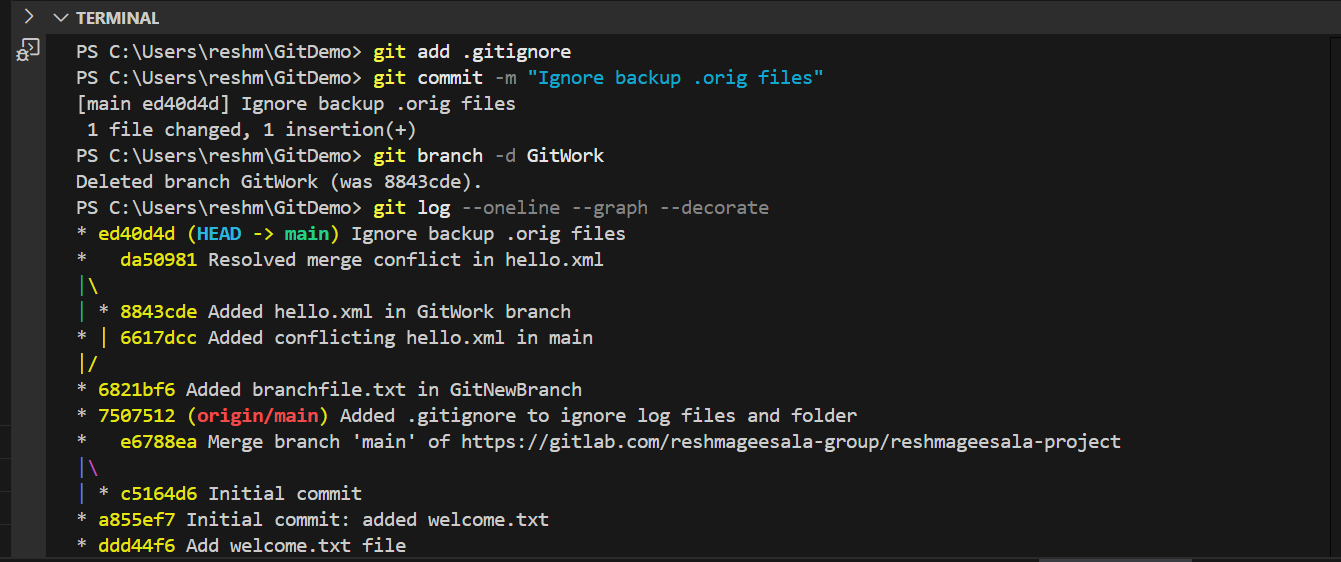 TERMINAL
PS C:\Users\reshm\GitDemo> git add .gitignore
PS C:\Users\reshm\GitDemo> git commit -m "Ignore backup .orig files"
[main ed40d4d] Ignore backup .orig files
 1 file changed, 1 insertion(+)
PS C:\Users\reshm\GitDemo> git branch -d GitWork
Deleted branch GitWork (was 8843cde).
PS C:\Users\reshm\GitDemo> git log --oneline --graph --decorate
* ed40d4d (HEAD -> main) Ignore backup .orig files
*   da50981 Resolved merge conflict in hello.xml
|\
| * 8843cde Added hello.xml in GitWork branch
* | 6617dcc Added conflicting hello.xml in main
|/
* 6821bf6 Added branchfile.txt in GitNewBranch
* 7507512 (origin/main) Added .gitignore to ignore log files and folder
*   e6788ea Merge branch 'main' of https://gitlab.com/reshmageesala-group/reshmageesala-project
|\
| * c5164d6 Initial commit
* a855ef7 Initial commit: added welcome.txt
* ddd44f6 Add welcome.txt file